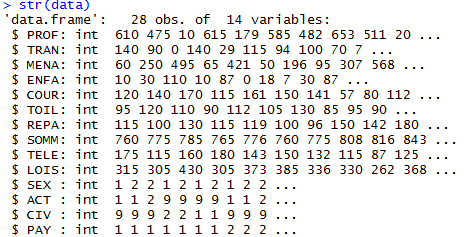 > str(data)
'data.frame':   28 obs. of  14 variables:
 $ PROF: int  610 475 10 615 179 585 482 653 511 20 ...
 $ TRAN: int  140 90 0 140 29 115 94 100 70 7 ...
 $ MENA: int  60 250 495 65 421 50 196 95 307 568 ...
 $ ENFA: int  10 30 110 10 87 0 18 7 30 87 ...
 $ COUR: int  120 140 170 115 161 150 141 57 80 112 ...
 $ TOIL: int  95 120 110 90 112 105 130 85 95 90 ...
 $ REPA: int  115 100 130 115 119 100 96 150 142 180 ...
 $ SOMM: int  760 775 785 765 776 760 775 808 816 843 ...
 $ TELE: int  175 115 160 180 143 150 132 115 87 125 ...
 $ LOIS: int  315 305 430 305 373 385 336 330 262 368 ...
 $ SEX : int  1 2 2 1 2 1 2 1 2 2 ...
 $ ACT : int  1 1 2 9 9 9 9 1 1 2 ...
 $ CIV : int  9 9 9 2 2 1 1 9 9 9 ...
 $ PAY : int  1 1 1 1 1 1 1 2 2 2 ...